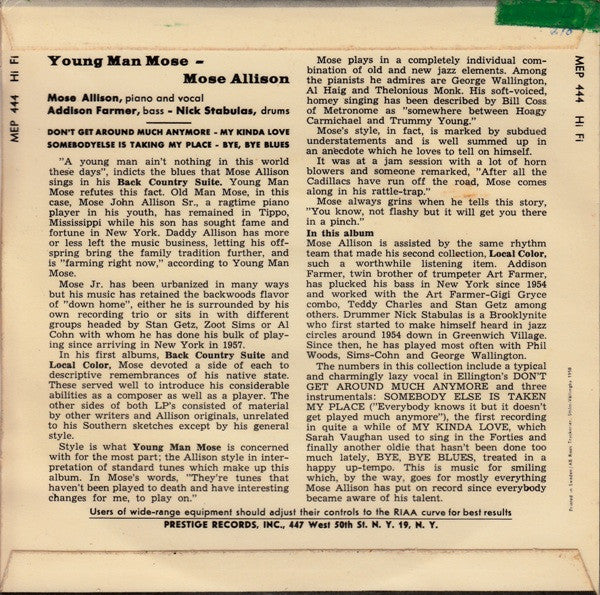 Young Man Mose -
Mose Allison
Mose Allison, piano and vocal
Addison Farmer, bass - Nick Stabulas, drums
DON'T GET AROUND MUCH ANYMORE - MY KINDA LOVE
SOMEBODYELSE IS TAKING MY PLACE - BYE, BYE BLUES
"A young man ain't nothing in this world
these days", indicts the blues that Mose Allison
sings in his Back Country Suite. Young Man
Mose refutes this fact. Old Man Mose, in this
case, Mose John Allison Sr., a ragtime piano
player in his youth, has remained in Tippo,
Mississippi while his son has sought fame and
fortune in New York. Daddy Allison has more
or less left the music business, letting his off-
spring bring the family tradition further, and
is "farming right now," according to Young Man
Mose.
Mose Jr. has been urbanized in many ways
but his music has retained the backwoods flavor
of "down home", either he is surrounded by his
own recording trio or sits in with different
groups headed by Stan Getz, Zoot Sims or Al
Cohn with whom he has done his bulk of play-
ing since arriving in New York in 1957.
In his first albums, Back Country Suite and
Local Color, Mose devoted a side of each to
descriptive remembrances of his native state.
These served well to introduce his considerable
abilities as a composer as well as a player. The
other sides of both LP's consisted of material
by other writers and Allison originals, unrelated
to his Southern sketches except by his general
style.
Style is what Young Man Mose is concerned
with for the most part; the Allison style in inter-
pretation of standard tunes which make up this
album. In Mose's words, "They're tunes that
haven't been played to death and have interesting
changes for me, to play on."
Mose plays in a completely individual com-
bination of old and new jazz elements. Among
the pianists he admires are George Wallington,
Al Haig and Thelonious Monk. His soft-voiced,
homey singing has been described by Bill Coss
of Metronome as "somewhere between Hoagy
Carmichael and Trummy Young."
Mose's style, in fact, is marked by subdued
understatements and is well summed up in
an anecdote which he loves to tell on himself.
It was at a jam session with a lot of horn
blowers and someone remarked, "After all the
Cadillacs have run off the road, Mose comes
along in his rattle-trap."
Mose always grins when he tells this story,
"You know, not flashy but it will get you there
in a pinch."
In this album
Mose Allison is assisted by the same rhythm
team that made his second collection, Local Color,
such a worthwhile listening item. Addison
Farmer, twin brother of trumpeter Art Farmer,
has plucked his bass in New York since 1954
and worked with the Art Farmer-Gigi Gryce
combo, Teddy Charles and Stan Getz among
others. Drummer Nick Stabulas is a Brooklynite
who first started to make himself heard in jazz
circles around 1954 down in Greenwich Village.
Since then, he has played most often with Phil
Woods, Sims-Cohn and George Wallington.
The numbers in this collection include a typical
and charmingly lazy vocal in Ellington's DON'T
GET AROUND MUCH ANYMORE and three
instrumentals: SOMEBODY ELSE IS TAKEN
MY PLACE ("Everybody knows it but it doesn't
get played much anymore"), the first recording
in quite a while of MY KINDA LOVE, which
Sarah Vaughan used to sing in the Forties and
finally another oldie that hasn't been done too
much lately, BYE, BYE BLUES, treated in a
happy up-tempo. This is music for smiling
which, by the way, goes for mostly everything
Mose Allison has put on record since everybody
became aware of his talent.
Users of wide-range equipment should adjust their controls to the RIAA curve for best results
PRESTIGE RECORDS, INC., 447 West 50th St. N. Y. 19, N. Y.
MEP 444 Hi Fi
MEP 444 Hi Fi